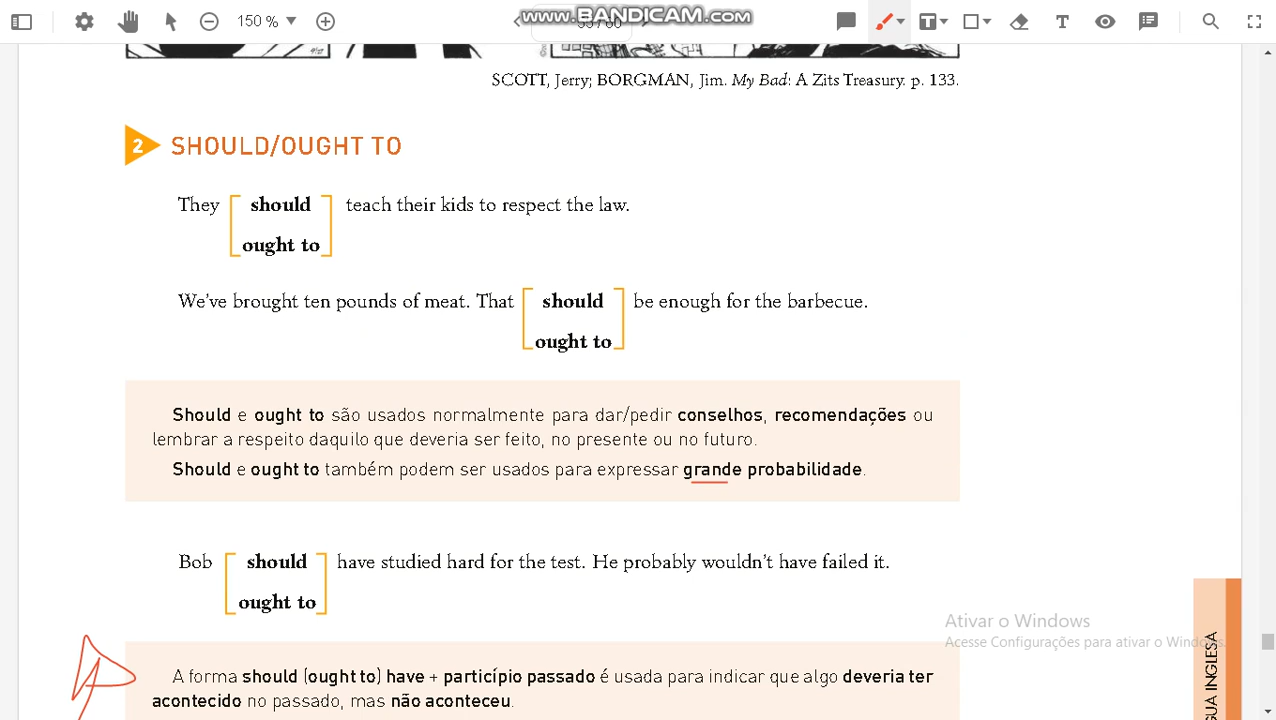 150 %
WWW.BANDICAM.COM
SCOTT, Jerry; BORGMAN, Jim. My Bad: A Zits Treasury. p. 133.
2 SHOULD/OUGHT TO
They should teach their kids to respect the law.
ought to
We've brought ten pounds of meat. That should be enough for the barbecue.
ought to
Should e ought to são usados normalmente para dar/pedir conselhos, recomendações ou
lembrar a respeito daquilo que deveria ser feito, no presente ou no futuro.
Should e ought to também podem ser usados para expressar grande probabilidade.
Bob should have studied hard for the test. He probably wouldn't have failed it.
ought to
Ativar o Windows
Acesse Configurações para ativar o Windows.
A forma should (ought to) have + particípio passado é usada para indicar que algo deveria ter
acontecido no passado, mas não aconteceu.
GUA INGLESA